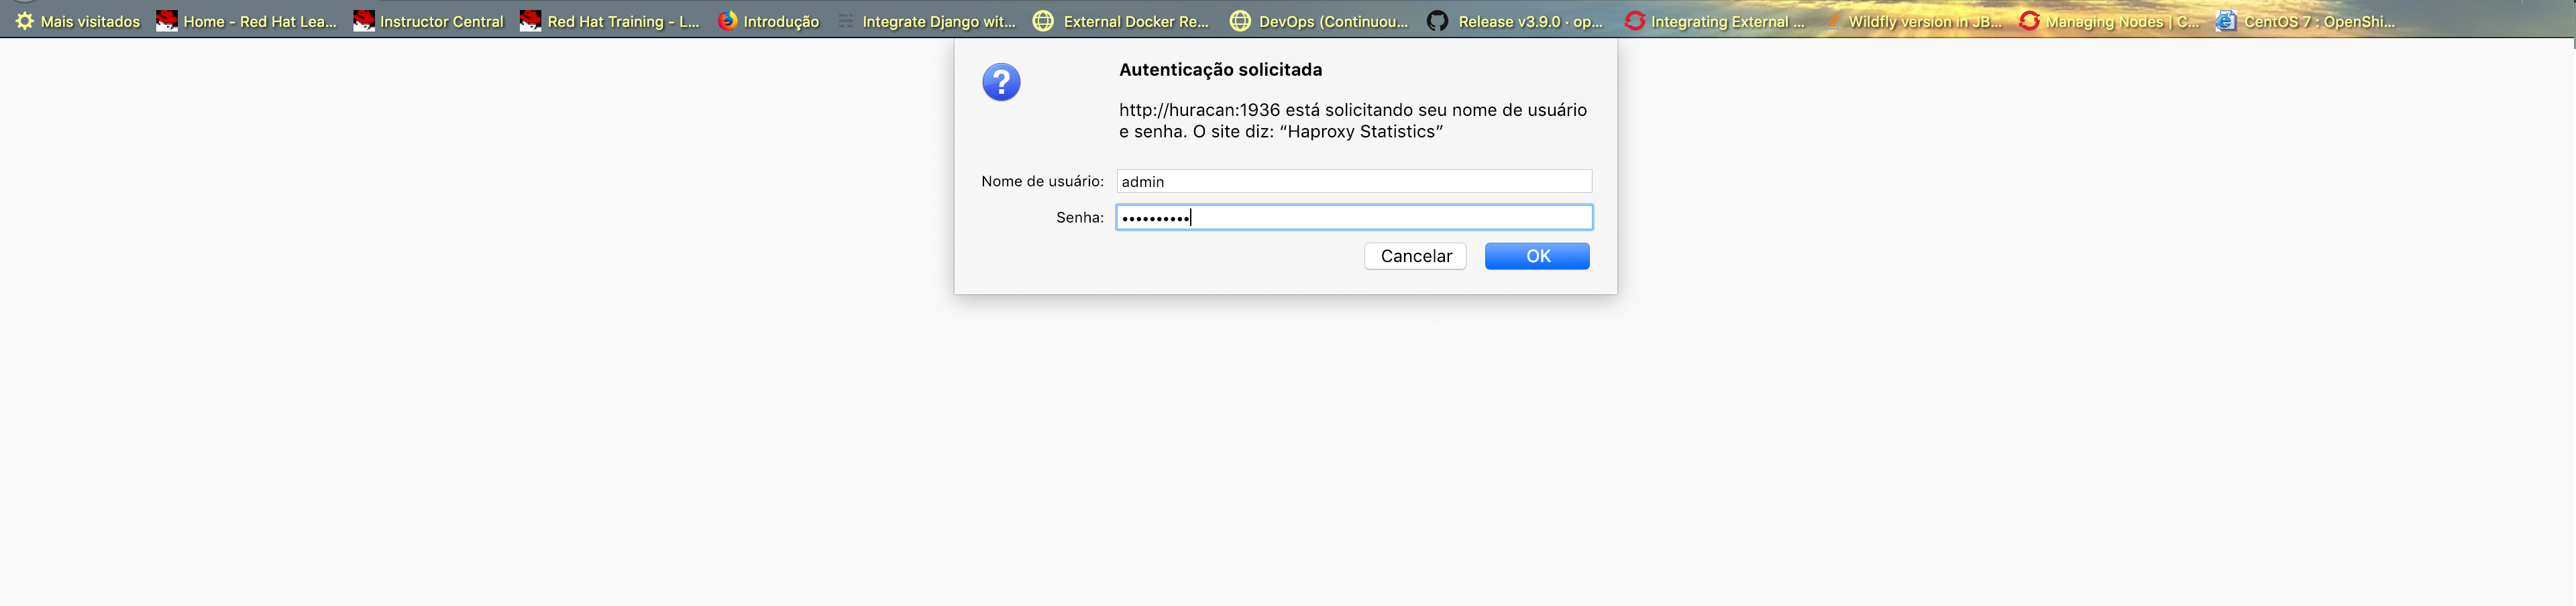 Mais visitados Home - Red Hat Lea... Instructor Central Red Hat Training - L... Introdução Integrate Django wit... External Docker Re... DevOps (Continuou... Release v3.9.0 · op... Integrating External ... Wildfly version in JB... Managing Nodes | C... CentOS 7 : OpenShi...
Autenticação solicitada
http://huracan:1936 está solicitando seu nome de usuário
e senha. O site diz: “Haproxy Statistics”
Nome de usuário: admin
Senha: ••••••••••
Cancelar OK